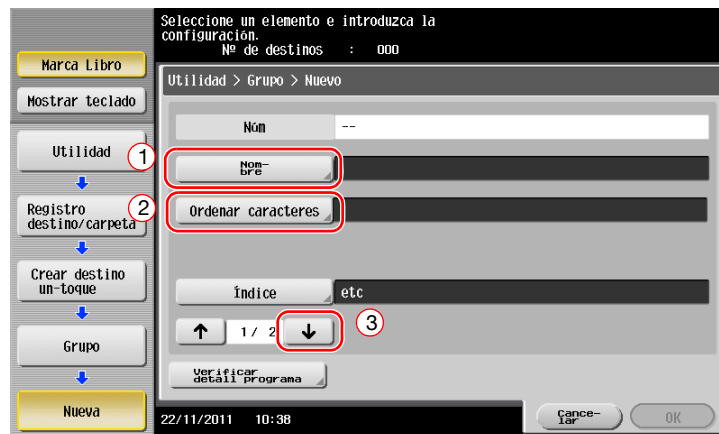 Seleccione un elemento e introduzca la
configuración.
Nº de destinos : 000
Marca Libro
Mostrar teclado
Utilidad > Grupo > Nuevo
Núm --
Utilidad
1
Nom-
bre
Registro
destino/carpeta
2
Ordenar caracteres
Crear destino
un-toque
Índice etc
↑ 1/ 2 ↓
3
Grupo
Verificar
detall programa
Nueva
22/11/2011 10:38
Cance-
lar
OK